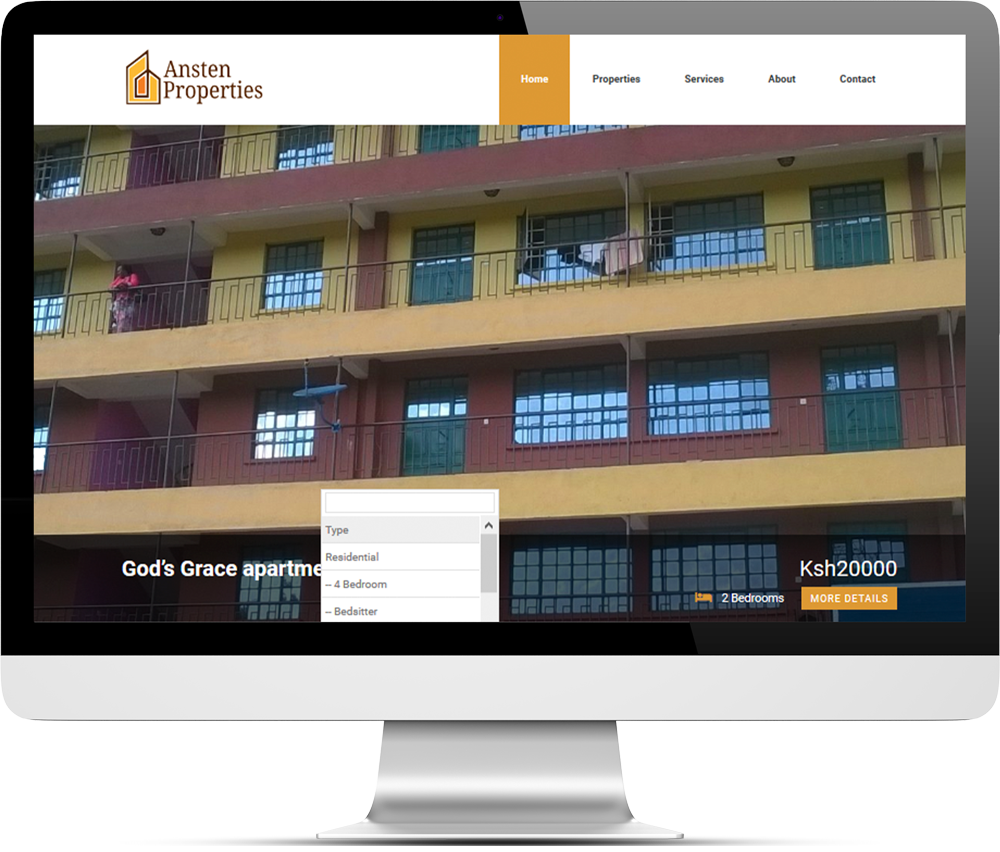 Ansten
Properties
Home
Properties
Services
About
Contact
Type
Residential
-- 4 Bedroom
-- Bedsitter
God's Grace apartme
Ksh20000
2 Bedrooms
MORE DETAILS